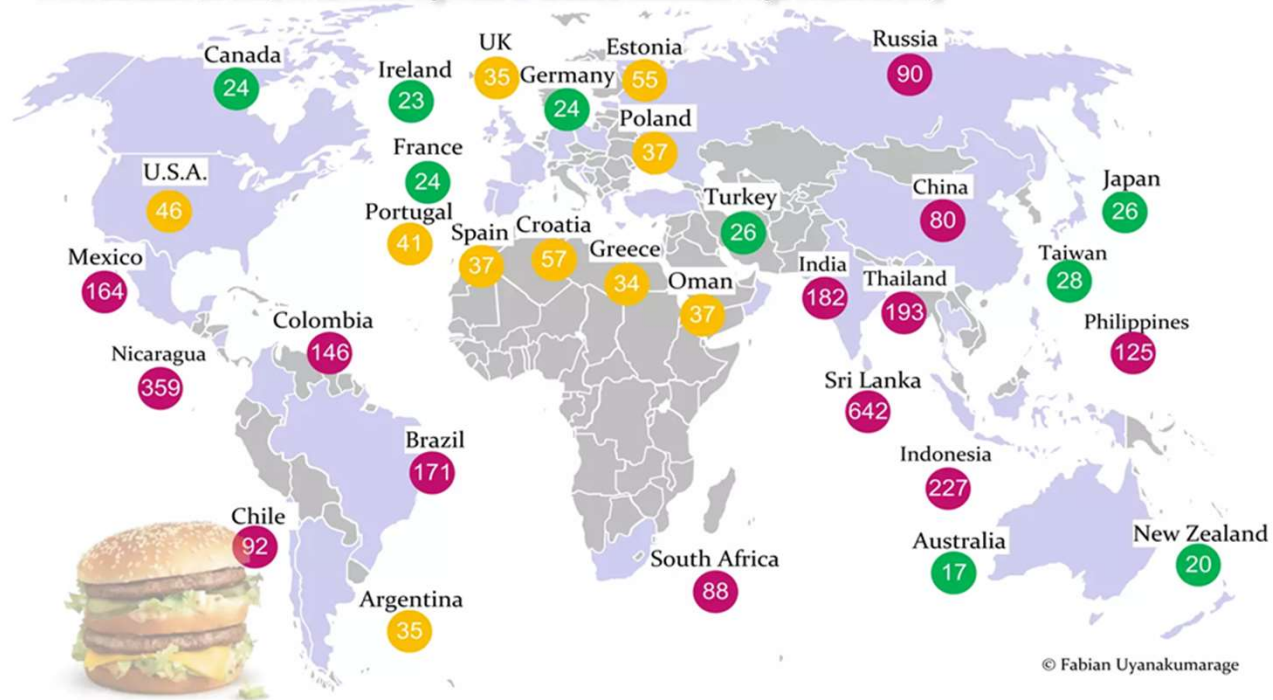 Canada
24
Ireland
23
UK
35
Germany
24
Estonia
55
Russia
90
France
24
Poland
37
U.S.A.
46
Portugal
41
Spain
37
Croatia
57
Greece
34
Turkey
26
Oman
37
China
80
Japan
26
Mexico
164
India
182
Thailand
193
Taiwan
28
Philippines
125
Colombia
146
Nicaragua
359
Sri Lanka
642
Brazil
171
Indonesia
227
Chile
92
South Africa
88
Australia
17
New Zealand
20
Argentina
35
© Fabian Uyanakumarage